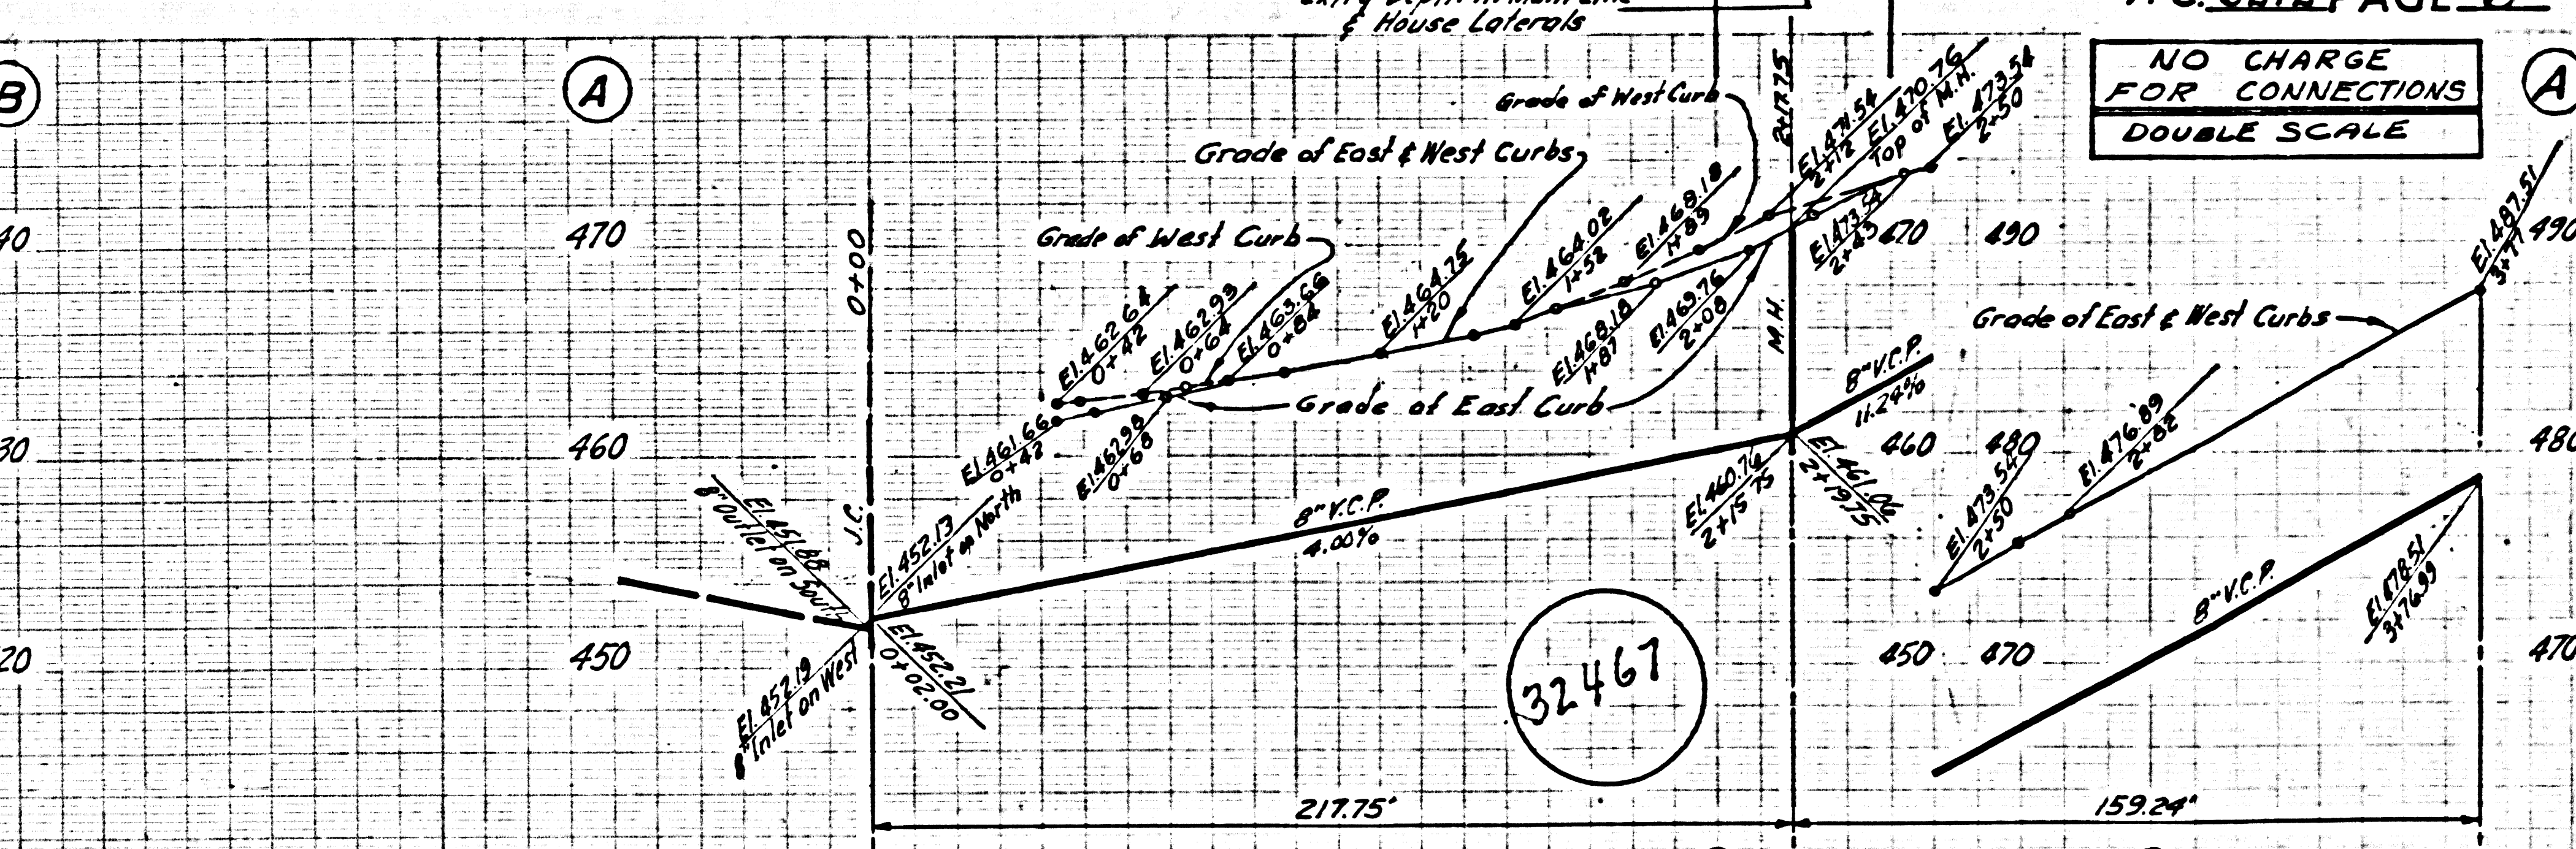 & House Laterals
PAGE
NO CHARGE
FOR CONNECTIONS
DOUBLE SCALE
B
A
A
40
30
20
470
460
450
0+00
J.C.
Grade of West Curb
Grade of East & West Curbs
Grade of West Curb
Grade of East Curb
Grade of East & West Curbs
El. 462.64
0+42
El. 462.93
0+64
El. 463.66
0+84
El. 464.75
1+20
El. 464.02
1+52
El. 468.18
1+89
El. 471.54
2+12
El. 470.76
Top of M.H.
El. 473.54
2+50
2+17.75
M.H.
El. 461.66
0+42
El. 462.98
0+68
El. 468.18
1+87
El. 469.76
2+08
El. 473.54
2+45
El. 451.88
8" Outlet on South
El. 452.13
8" Inlet on North
El. 452.19
8" Inlet on West
El. 452.21
0+02.00
8" V.C.P.
4.00%
El. 460.76
2+15.75
El. 461.06
2+19.75
8" V.C.P.
11.24%
470 490
460 480
450 470
El. 473.54
2+50
El. 476.89
2+82
El. 487.51
3+77
8" V.C.P.
El. 478.51
3+76.99
490
480
470
32467
217.75'
159.24'